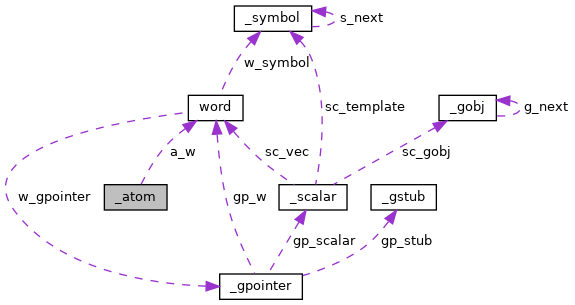 _symbol
s_next
w_symbol
word
sc_template
_gobj
g_next
a_w
sc_vec
sc_gobj
w_gpointer
_atom
gp_w
_scalar
_gstub
gp_scalar
gp_stub
_gpointer